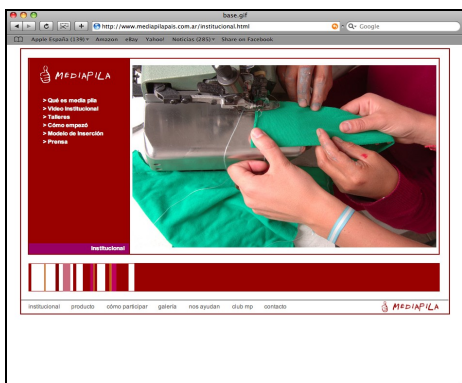 base.gif
http://www.mediapilapais.com.ar/institucional.html
Google
Apple España (139) Amazon eBay Yahoo! Noticias (285) Share on Facebook
MEDIAPILA
> Qué es media pila
> Video Institucional
> Talleres
> Cómo empezó
> Modelo de Inserción
> Prensa
Institucional
institucional producto cómo participar galería nos ayudan club mp contacto
MEDIAPILA